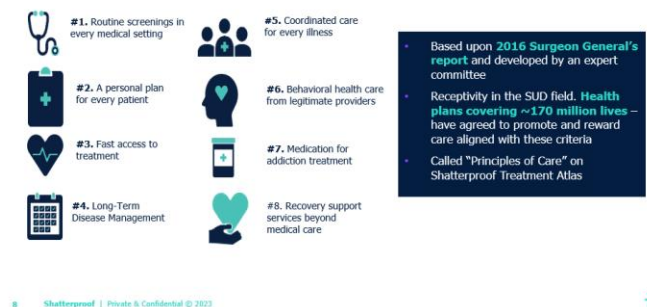 #1. Routine screenings in
every medical setting
#2. A personal plan
for every patient
#3. Fast access to
treatment
#4. Long-Term
Disease Management
#5. Coordinated care
for every illness
#6. Behavioral health care
from legitimate providers
#7. Medication for
addiction treatment
#8. Recovery support
services beyond
medical care
• Based upon 2016 Surgeon General's
report and developed by an expert
committee
• Receptivity in the SUD field. Health
plans covering ~170 million lives –
have agreed to promote and reward
care aligned with these criteria
• Called "Principles of Care" on
Shatterproof Treatment Atlas
8 Shatterproof | Private & Confidential © 2023